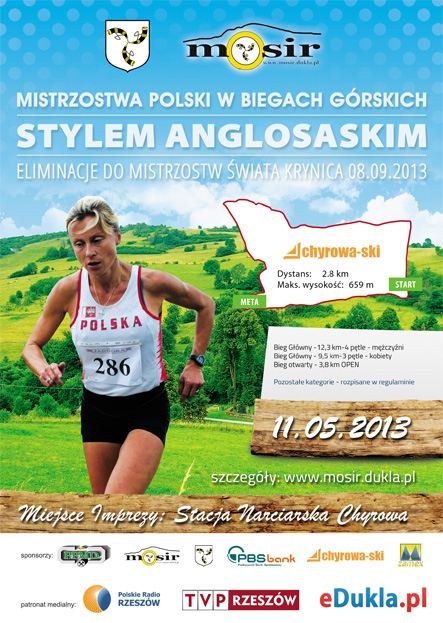 mosir
www.mosir.dukla.pl
MISTRZOSTWA POLSKI W BIEGACH GÓRSKICH
STYLEM ANGLOSASKIM
ELIMINACJE DO MISTRZOSTW ŚWIATA KRYNICA 08.09.2013
chyrowa-ski
Dystans: 2.8 km
Maks. wysokość: 659 m
START
META
POLSKA
286
Bieg Główny -12,3 km-4 pętle - mężczyźni
Bieg Główny - 9,5 km-3 pętle - kobiety
Bieg otwarty - 3,8 km OPEN
Pozostałe kategorie - rozpisane w regulaminie
11.05.2013
szczegóły: www.mosir.dukla.pl
Miejsce Imprezy: Stacja Narciarska Chyrowa
sponsorzy:
mosir
PBSbank
Podkarpacki Bank Spółdzielczy
chyrowa-ski
zamex
patronat medialny:
Polskie Radio
RZESZÓW
TVP RZESZÓW
eDukla.pl